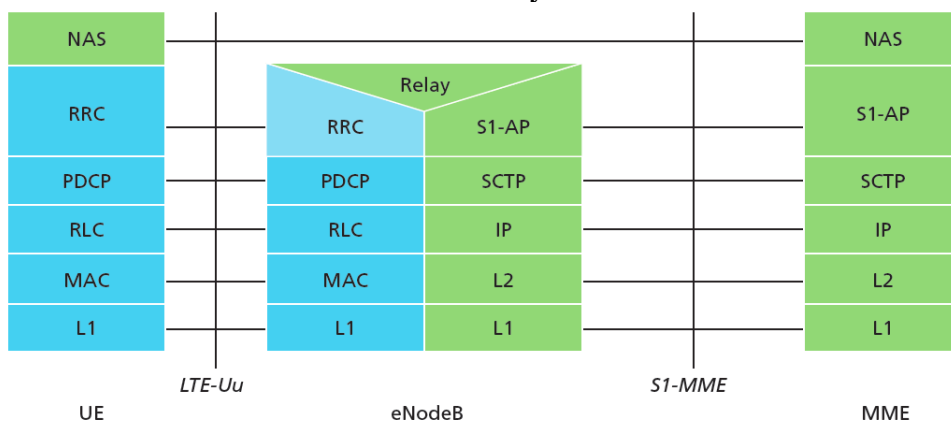 NAS NAS
Relay
RRC RRC S1-AP S1-AP
PDCP PDCP SCTP SCTP
RLC RLC IP IP
MAC MAC L2 L2
L1 L1 L1 L1
LTE-Uu S1-MME
UE eNodeB MME